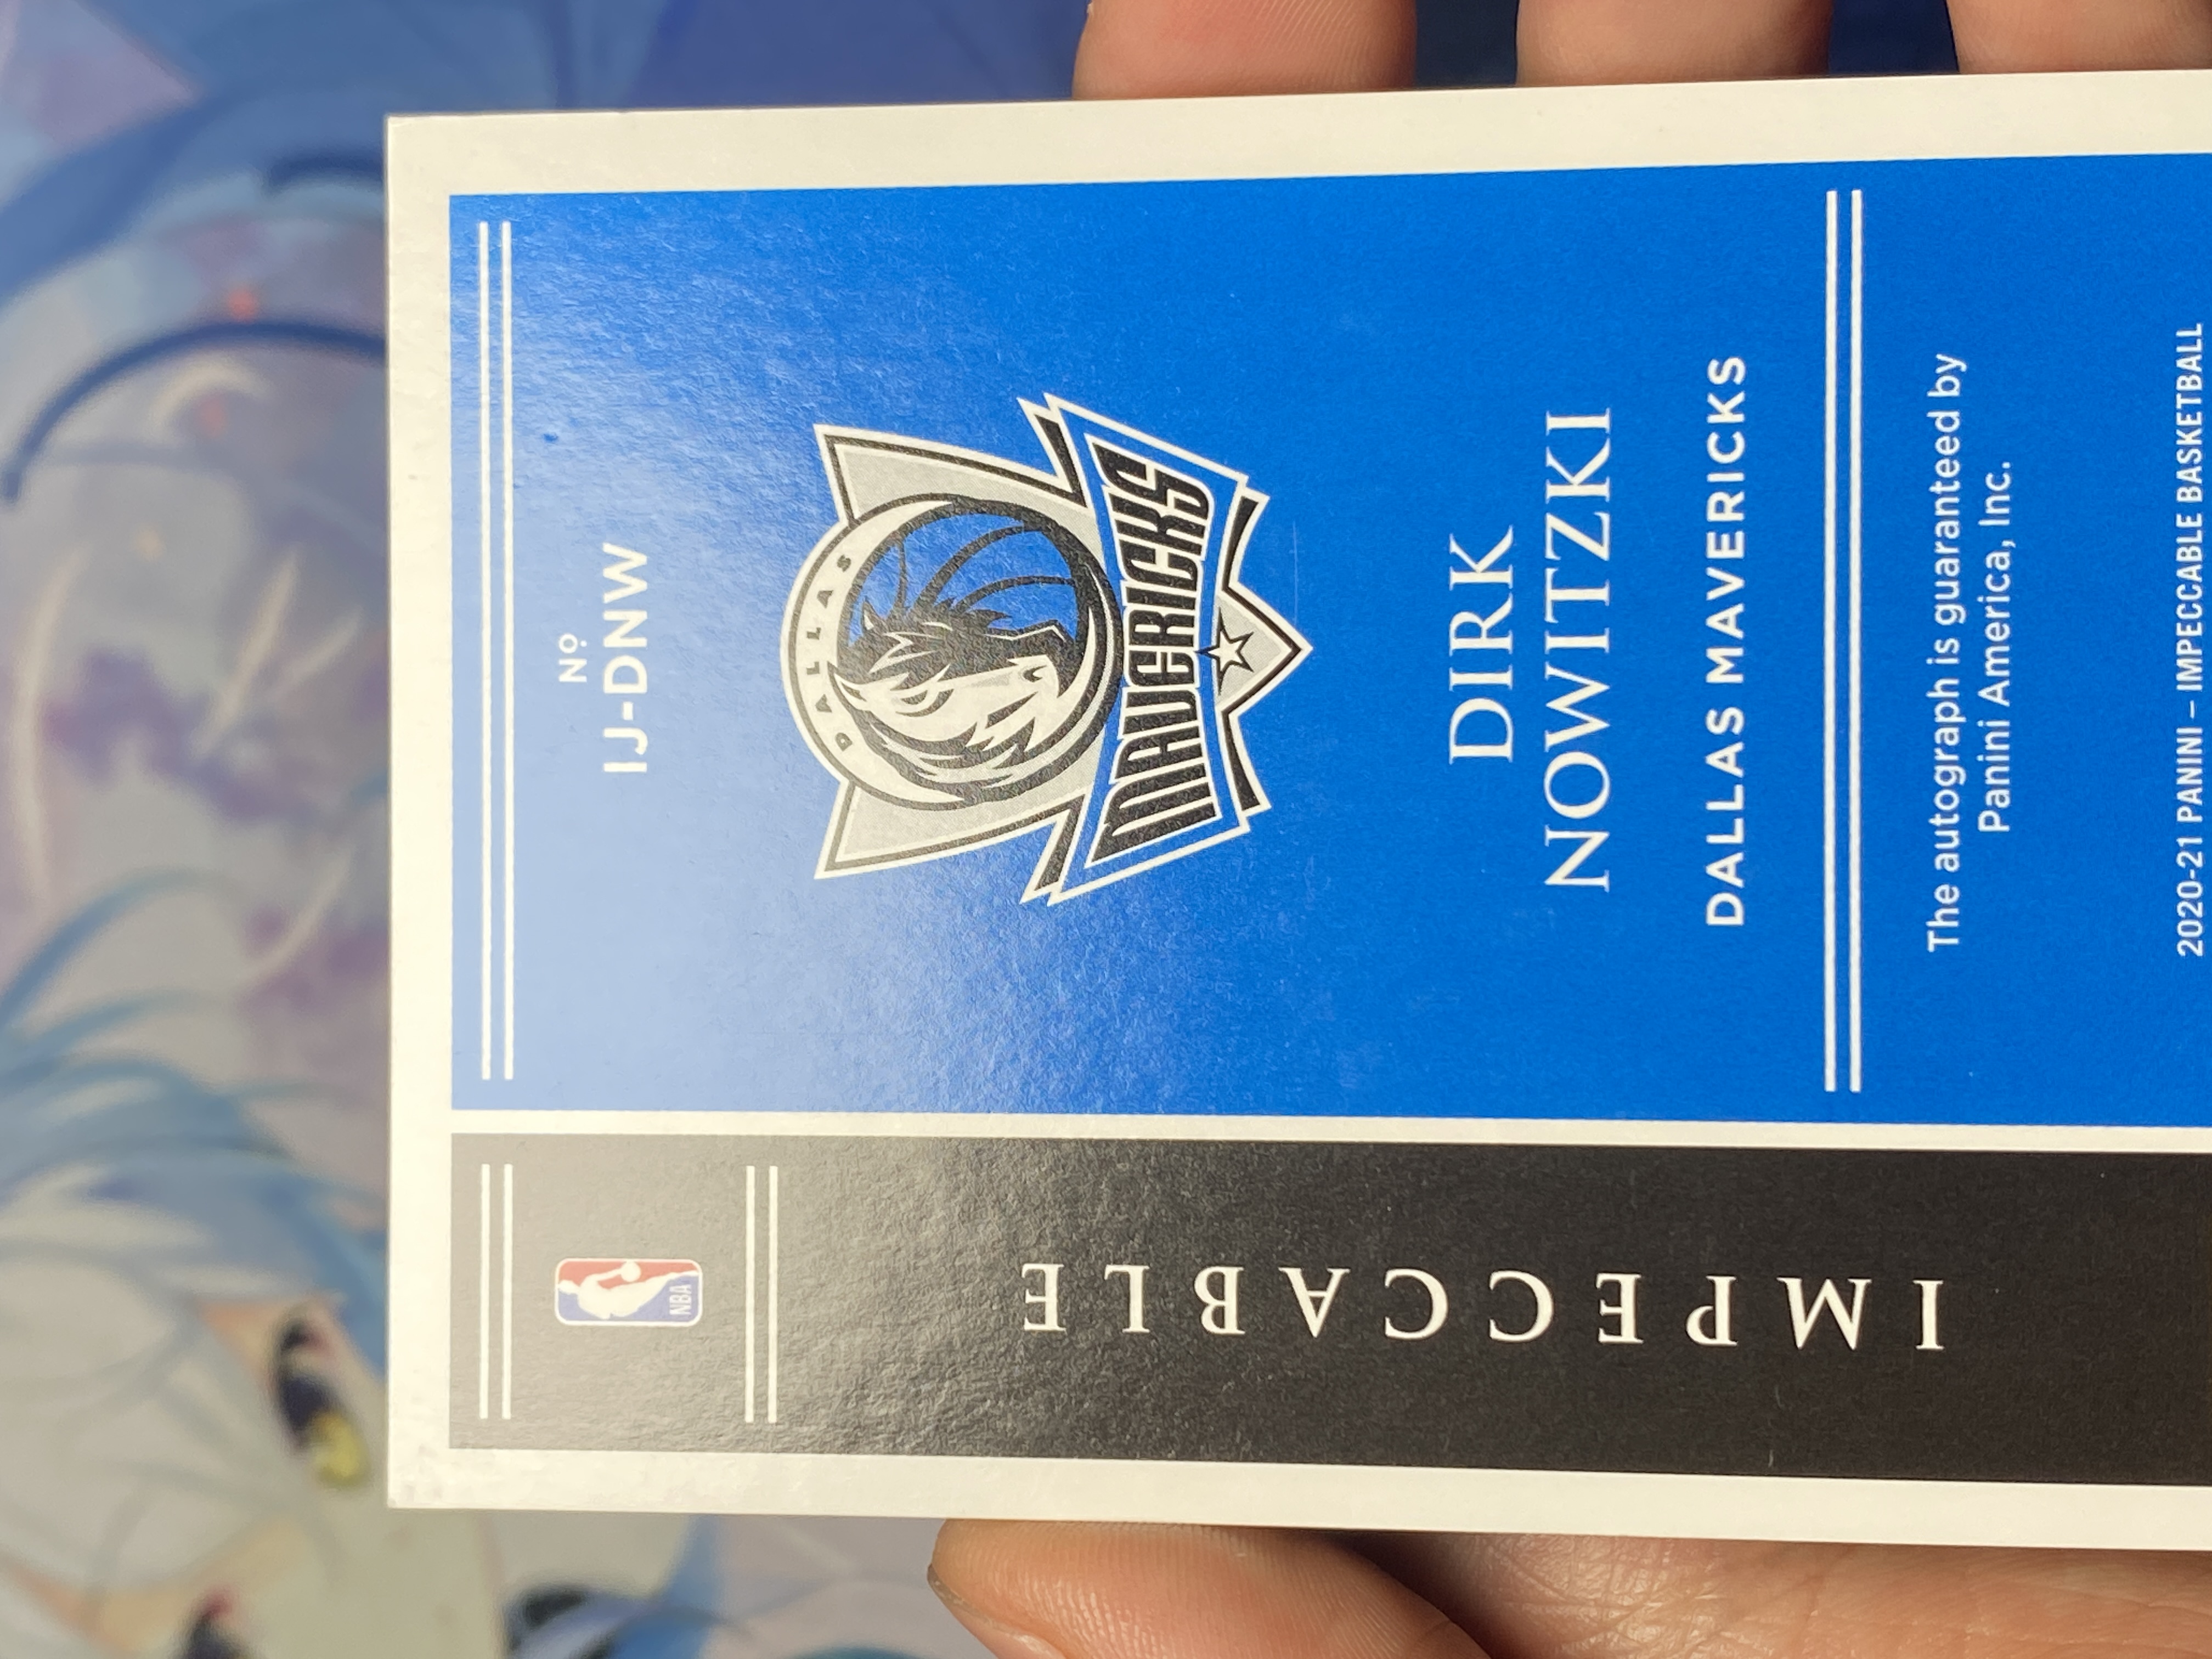 Nº
IJ-DNW
DALLAS
MAVERICKS
DIRK
NOWITZKI
DALLAS MAVERICKS
The autograph is guaranteed by
Panini America, Inc.
2020-21 PANINI – IMPECCABLE BASKETBALL
NBA
IMPECCABLE